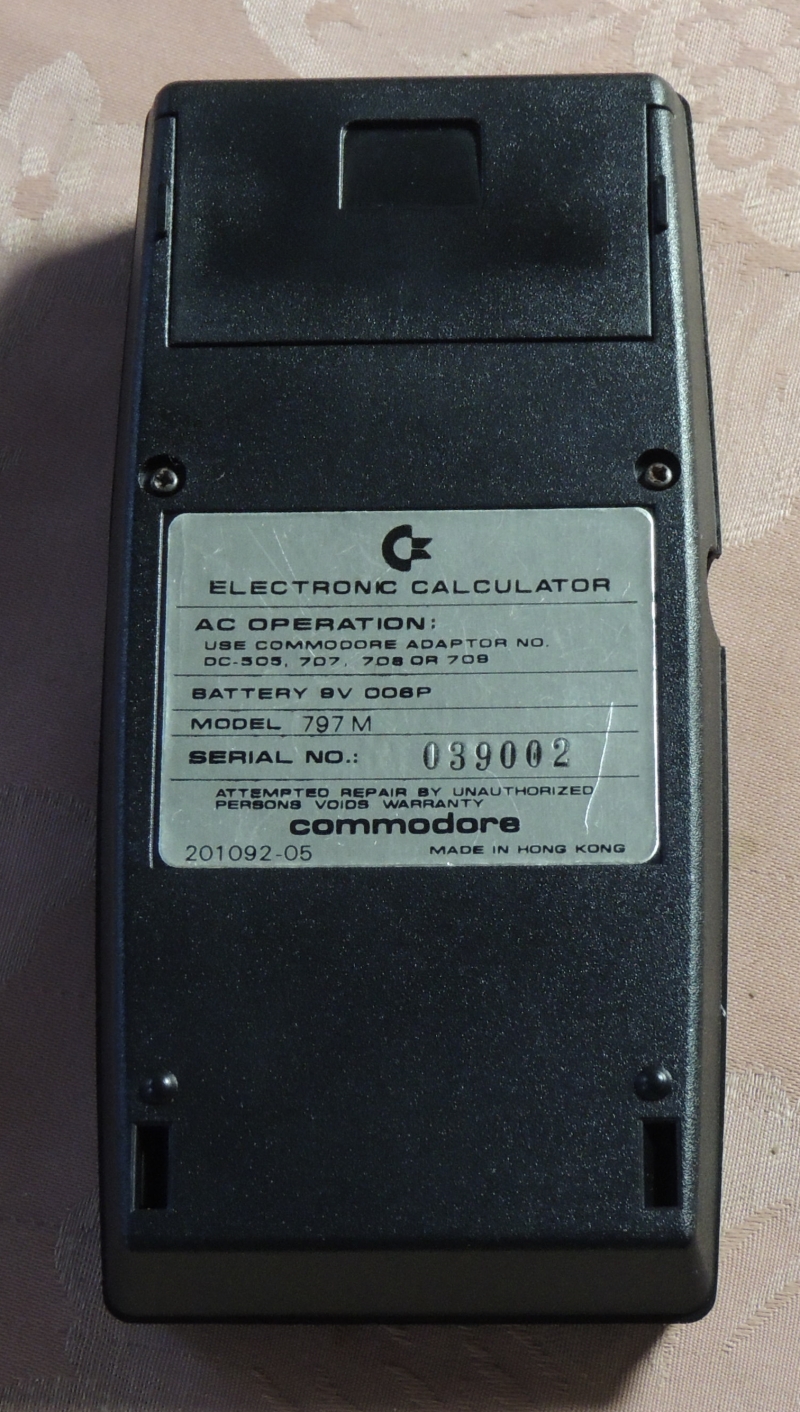 ELECTRONIC CALCULATOR
AC OPERATION:
USE COMMODORE ADAPTOR NO.
DC-505, 707, 708 OR 709
BATTERY 9V 006P
MODEL 797 M
SERIAL NO.: 039002
ATTEMPTED REPAIR BY UNAUTHORIZED
PERSONS VOIDS WARRANTY
commodore
201092-05 MADE IN HONG KONG